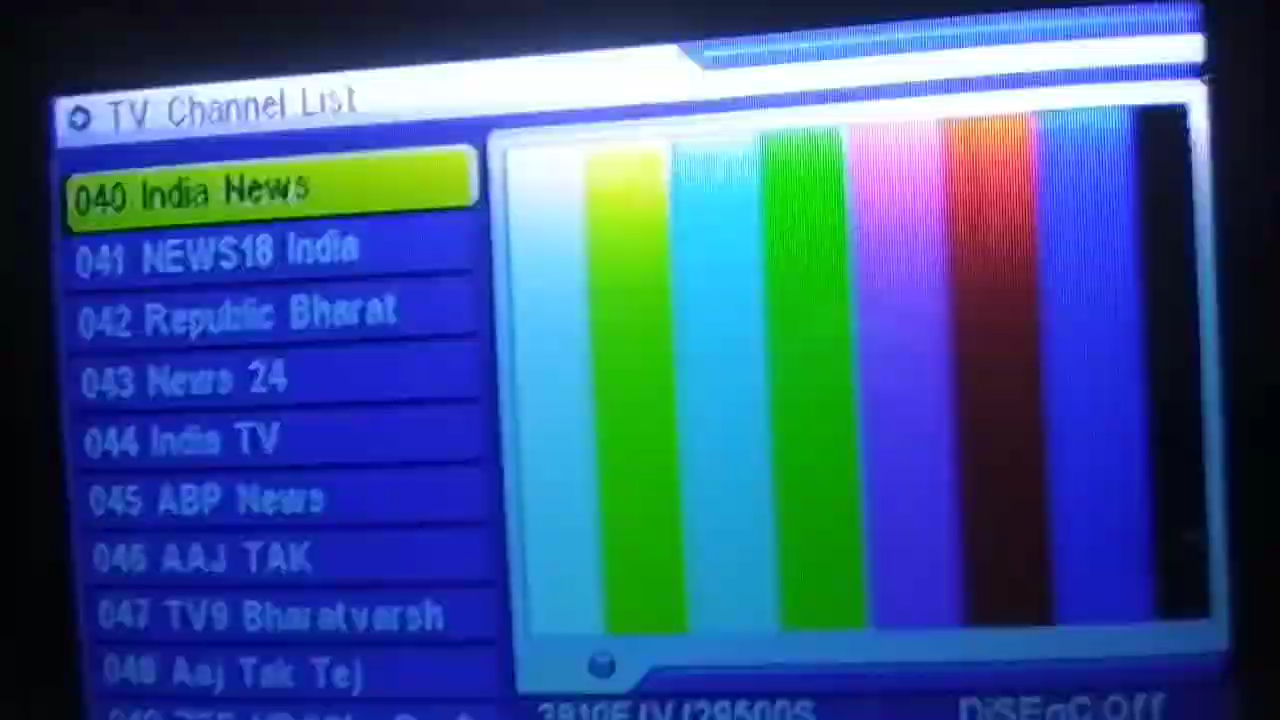 TV Channel List
040 India News
041 NEWS18 India
042 Republic Bharat
043 News 24
044 India TV
045 ABP News
046 AAJ TAK
047 TV9 Bharatvarsh
048 Aaj Tak Tej
DiSEqC:Off